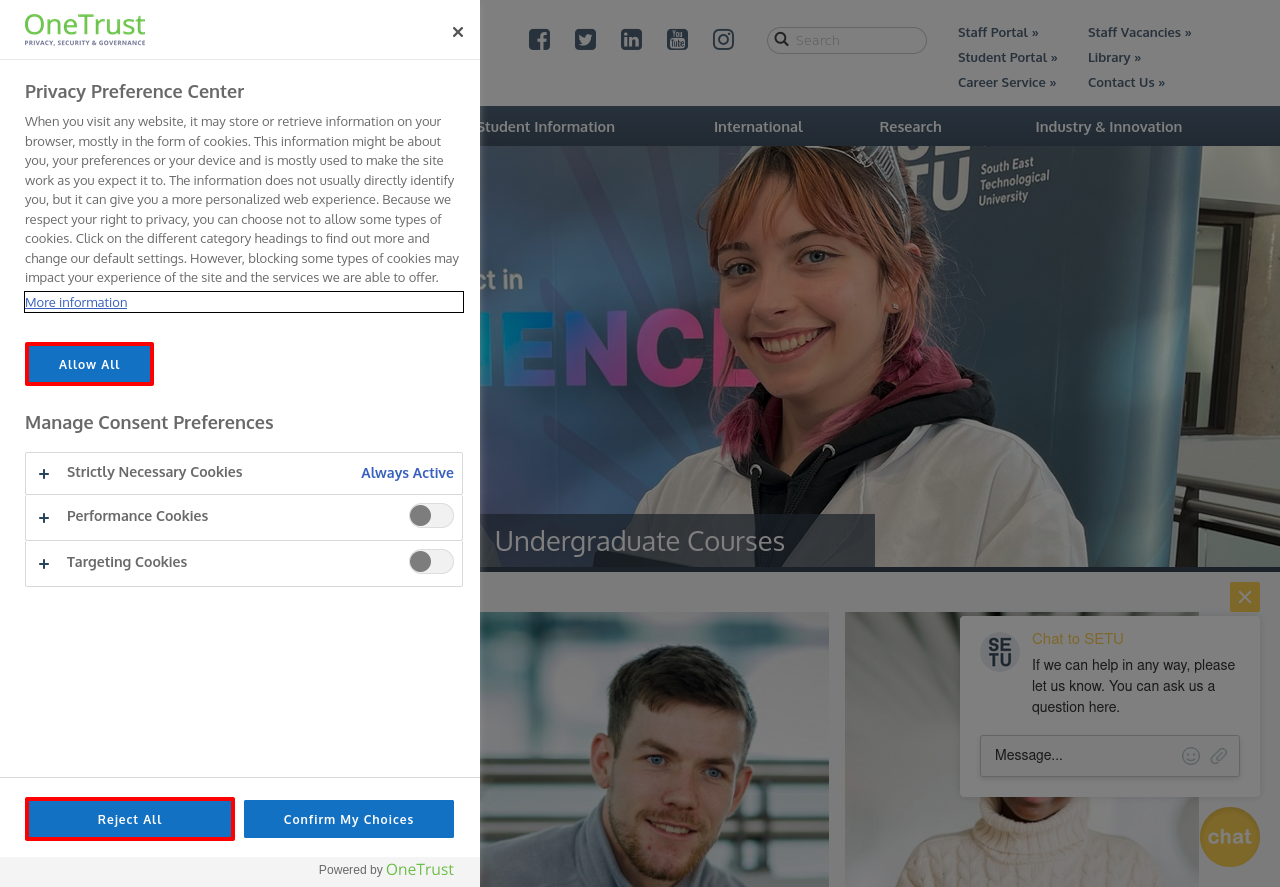 OneTrust
PRIVACY, SECURITY & GOVERNANCE
Privacy Preference Center
When you visit any website, it may store or retrieve information on your
browser, mostly in the form of cookies. This information might be about
you, your preferences or your device and is mostly used to make the site
work as you expect it to. The information does not usually directly identify
you, but it can give you a more personalized web experience. Because we
respect your right to privacy, you can choose not to allow some types of
cookies. Click on the different category headings to find out more and
change our default settings. However, blocking some types of cookies may
impact your experience of the site and the services we are able to offer.
More information
Allow All
Manage Consent Preferences
Strictly Necessary Cookies
Always Active
Performance Cookies
Targeting Cookies
Reject All
Confirm My Choices
Powered by OneTrust
You Tube
Search
Staff Portal »
Staff Vacancies »
Student Portal »
Library »
Career Service »
Contact Us »
Student Information
International
Research
Industry & Innovation
SETU
South East
Technological
University
ct in
IENCE
Undergraduate Courses
SETU
Chat to SETU
If we can help in any way, please
let us know. You can ask us a
question here.
Message...
chat